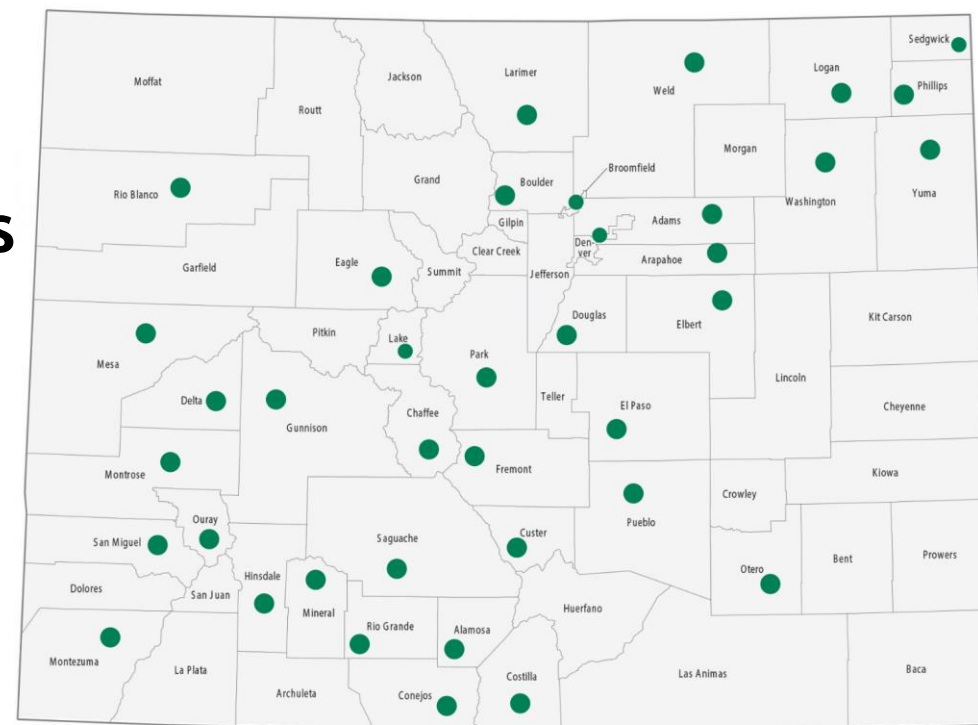 s
Moffat
Routt
Jackson
Larimer
Weld
Logan
Sedgwick
Phillips
Morgan
Washington
Yuma
Rio Blanco
Grand
Boulder
Broomfield
Gilpin
Clear Creek
Adams
Den-
ver
Arapahoe
Jefferson
Garfield
Eagle
Summit
Douglas
Elbert
Kit Carson
Mesa
Pitkin
Lake
Park
Lincoln
Delta
Gunnison
Chaffee
Teller
El Paso
Cheyenne
Montrose
Fremont
Kiowa
Crowley
Pueblo
Ouray
San Miguel
Saguache
Custer
Otero
Bent
Prowers
Dolores
San Juan
Hinsdale
Mineral
Rio Grande
Alamosa
Huerfano
Montezuma
La Plata
Archuleta
Conejos
Costilla
Las Animas
Baca